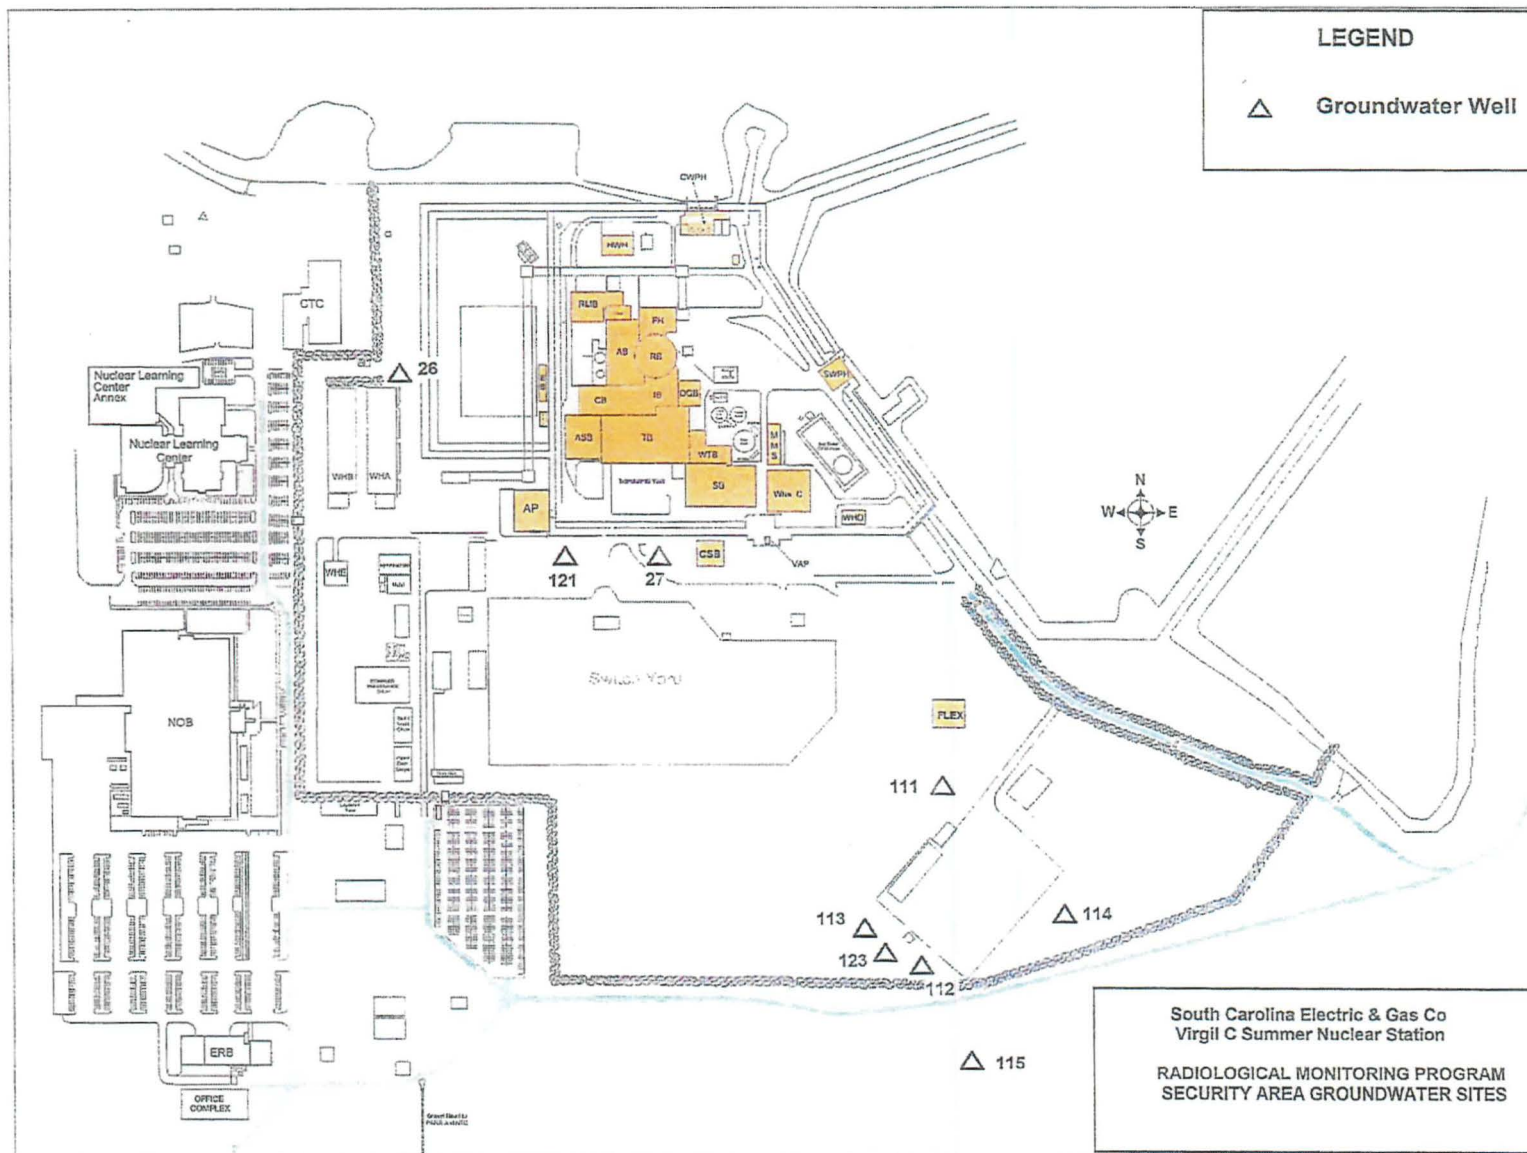 LEGEND
Groundwater Well
CWPH
HWH
CTC
RMB
FH
AB
RB
26
SWPH
Nuclear Learning
Center
Annex
CB
IB
DGB
Nuclear Learning
Center
ASB
TB
WTB
M
M
S
WHB
WHA
SB
Whs C
AP
WHD
N
W
E
S
121
27
CSB
VAP
WHE
Switch Yard
NOB
FLEX
111
113
114
123
112
115
ERB
OFFICE
COMPLEX
South Carolina Electric & Gas Co
Virgil C Summer Nuclear Station
RADIOLOGICAL MONITORING PROGRAM
SECURITY AREA GROUNDWATER SITES